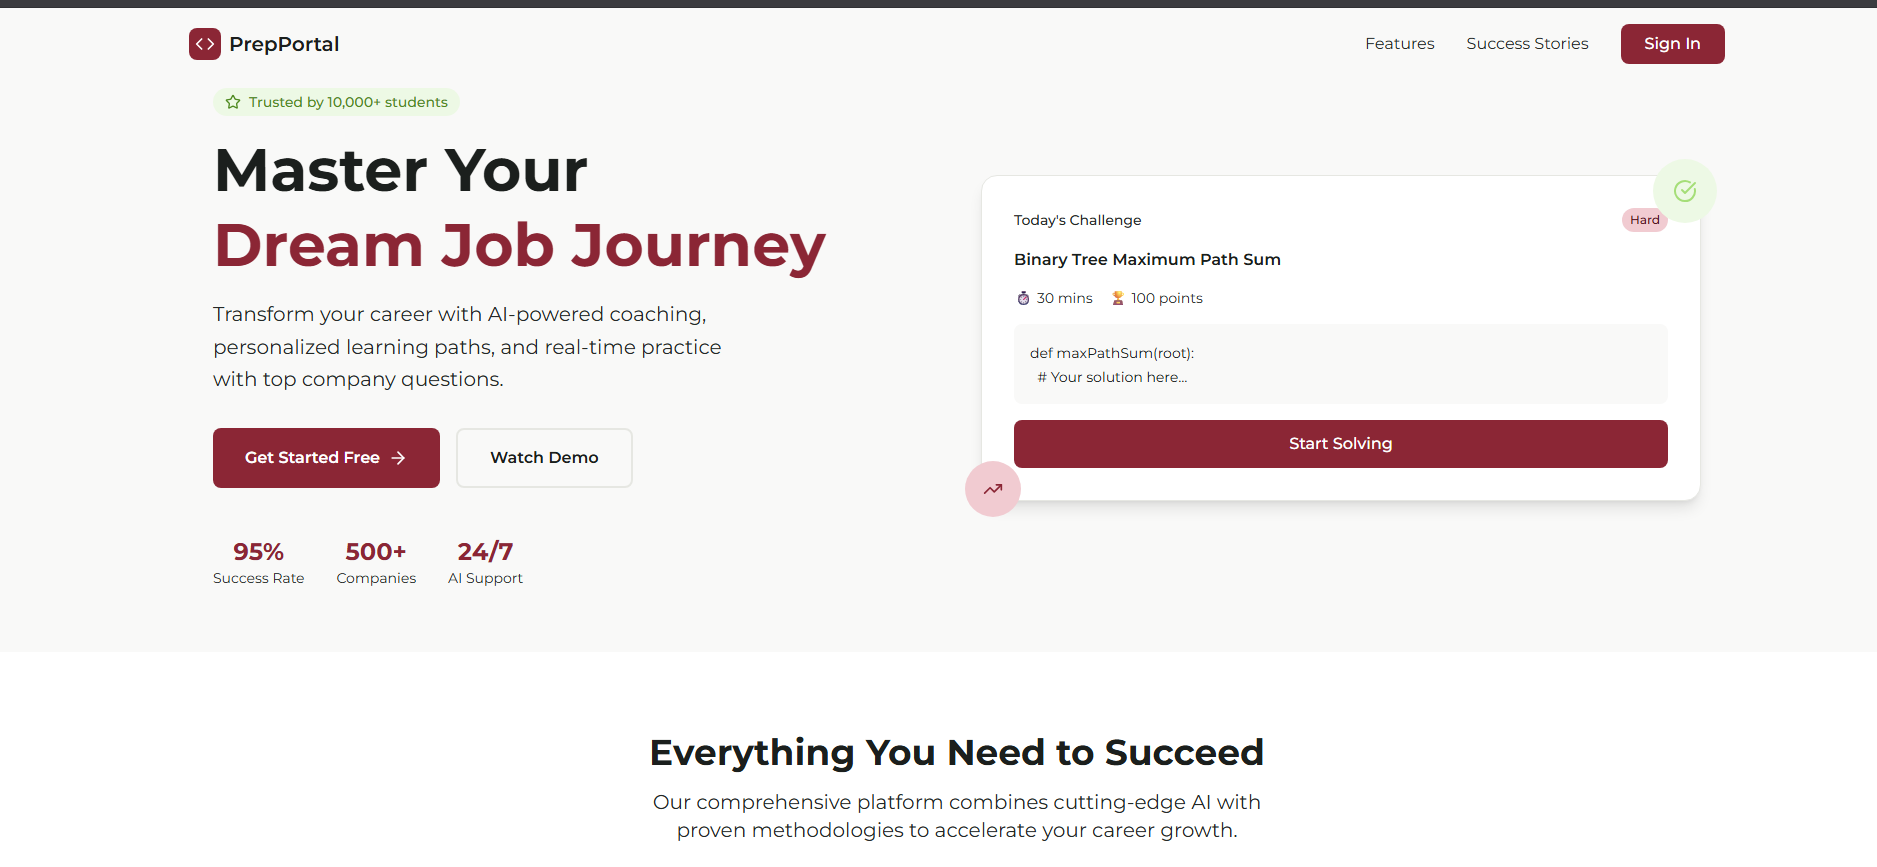 PrepPortal
Features
Success Stories
Sign In
Trusted by 10,000+ students
Master Your
Dream Job Journey
Transform your career with AI-powered coaching,
personalized learning paths, and real-time practice
with top company questions.
Get Started Free
Watch Demo
95%
Success Rate
500+
Companies
24/7
AI Support
Today's Challenge
Hard
Binary Tree Maximum Path Sum
30 mins
100 points
def maxPathSum(root):
# Your solution here...
Start Solving
Everything You Need to Succeed
Our comprehensive platform combines cutting-edge AI with
proven methodologies to accelerate your career growth.